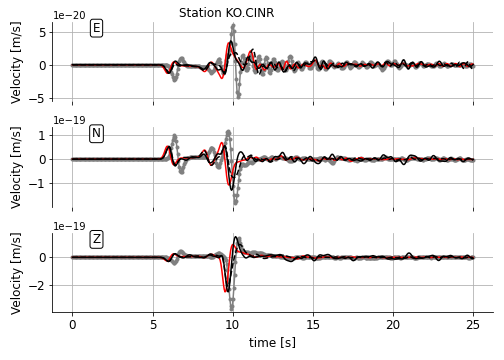 Station KO.CINR
1e−20
Velocity [m/s]
E
5
0
−5
1e−19
Velocity [m/s]
N
1
0
−1
1e−19
Velocity [m/s]
Z
0
−2
0 5 10 15 20 25
time [s]